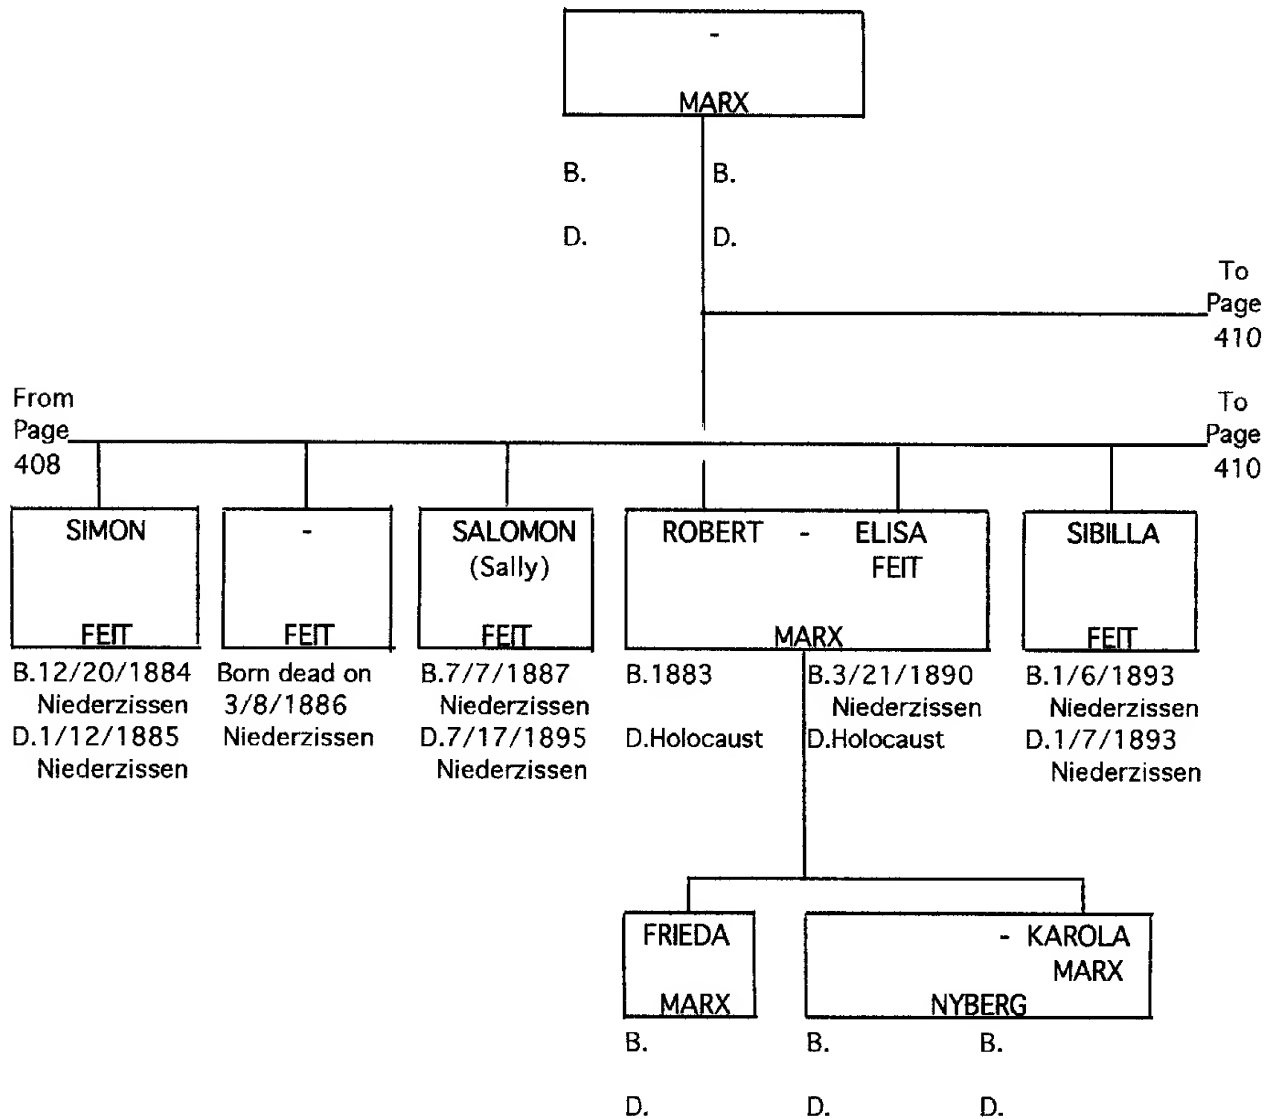 -
MARX
B. B.
D. D.
To
Page
410
From
Page
408
To
Page
410
SIMON
FEIT
B.12/20/1884
Niederzissen
D.1/12/1885
Niederzissen
-
FEIT
Born dead on
3/8/1886
Niederzissen
SALOMON
(Sally)
FEIT
B.7/7/1887
Niederzissen
D.7/17/1895
Niederzissen
ROBERT - ELISA
FEIT
MARX
B.1883
D.Holocaust
B.3/21/1890
Niederzissen
D.Holocaust
SIBILLA
FEIT
B.1/6/1893
Niederzissen
D.1/7/1893
Niederzissen
FRIEDA
MARX
B.
D.
- KAROLA
MARX
NYBERG
B. B.
D. D.